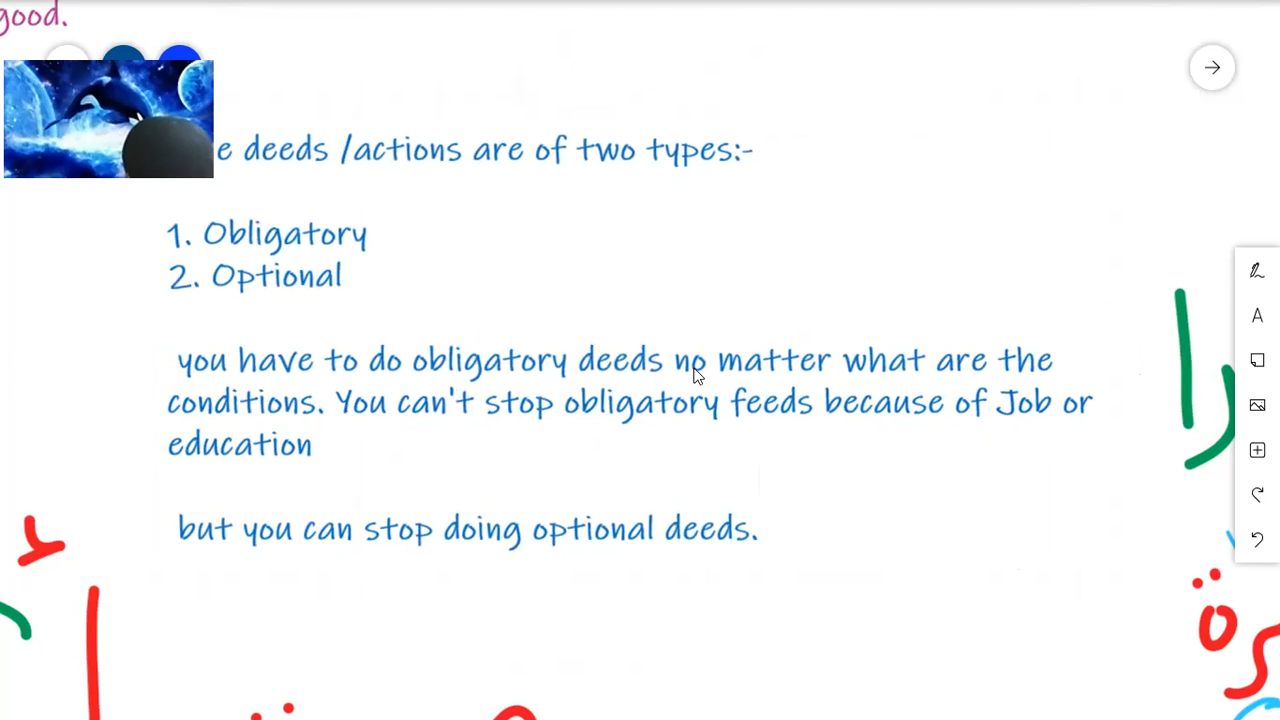 good.
e deeds /actions are of two types:-
1. Obligatory
2. Optional
you have to do obligatory deeds no matter what are the
conditions. You can't stop obligatory feeds because of Job or
education
but you can stop doing optional deeds.